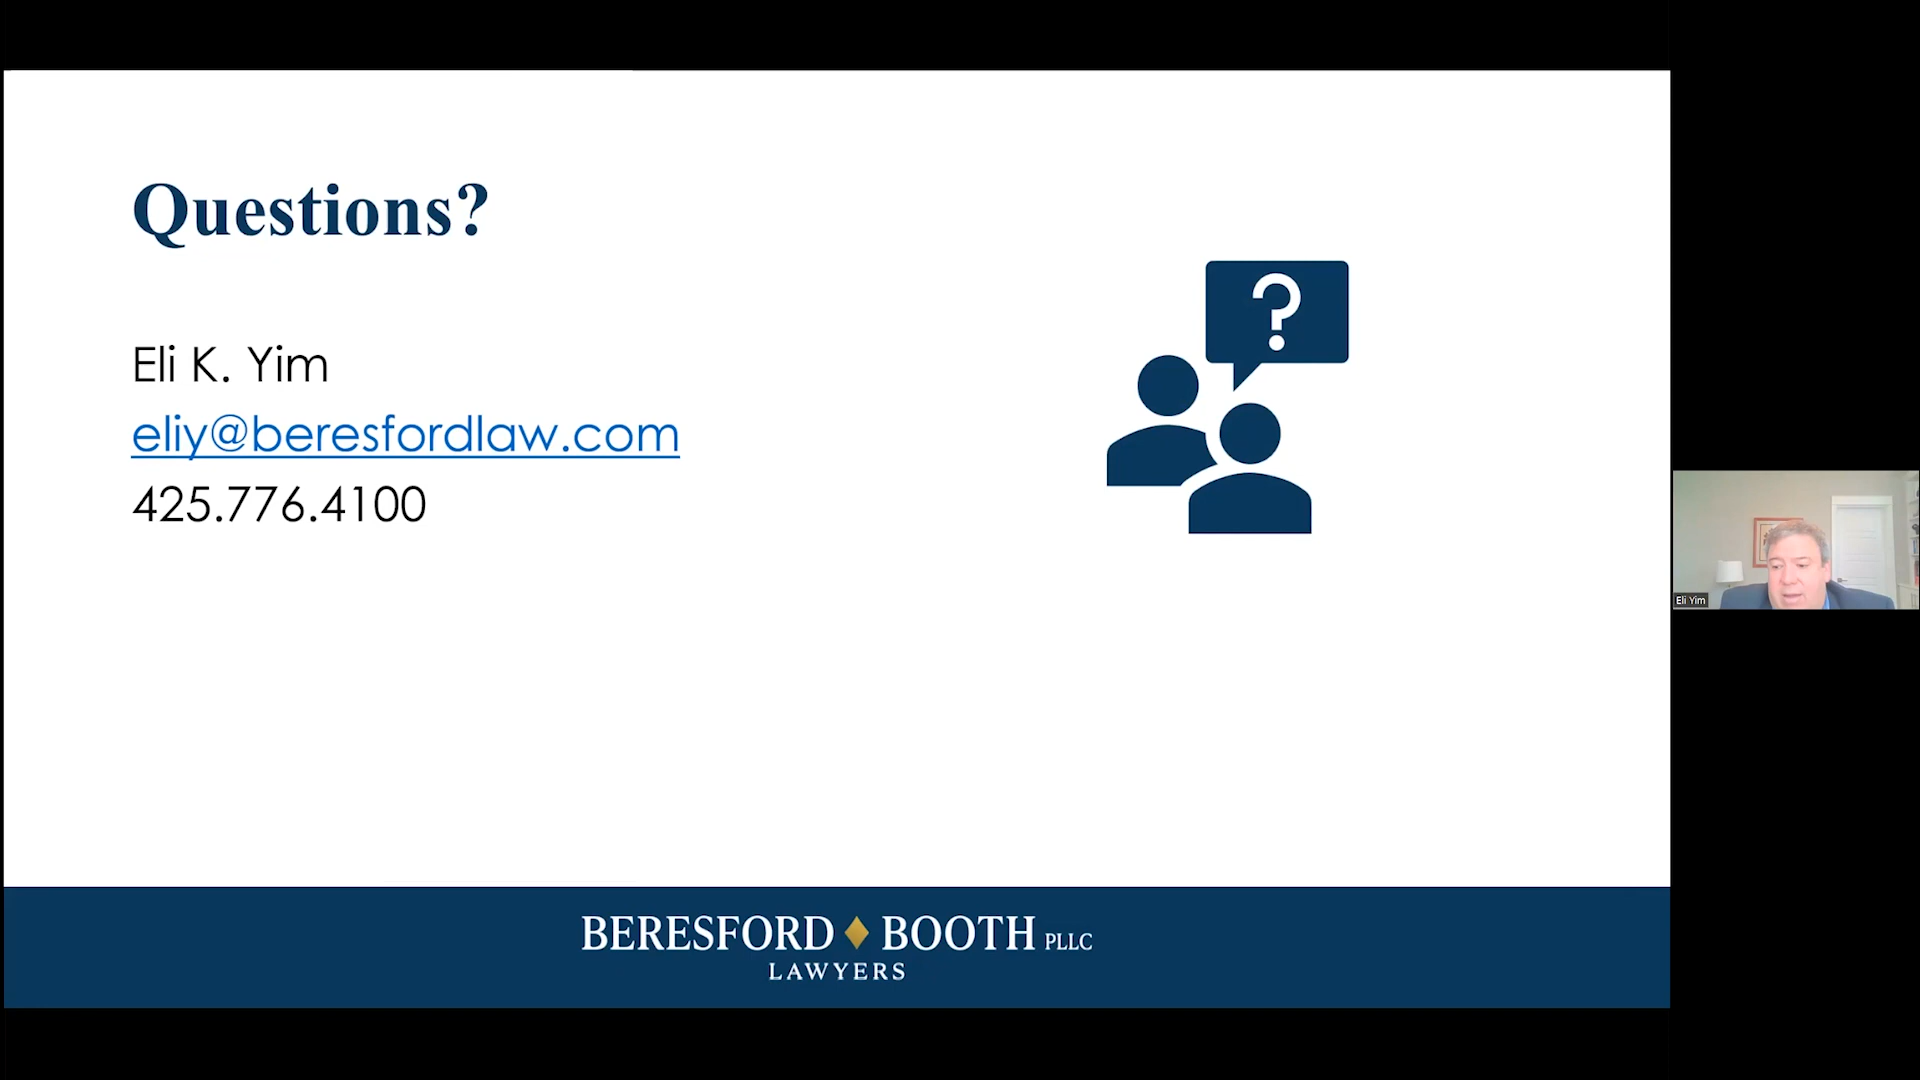 Questions?
Eli K. Yim
eliy@beresfordlaw.com
425.776.4100
?
Eli Yim
BERESFORD BOOTH PLLC
LAWYERS